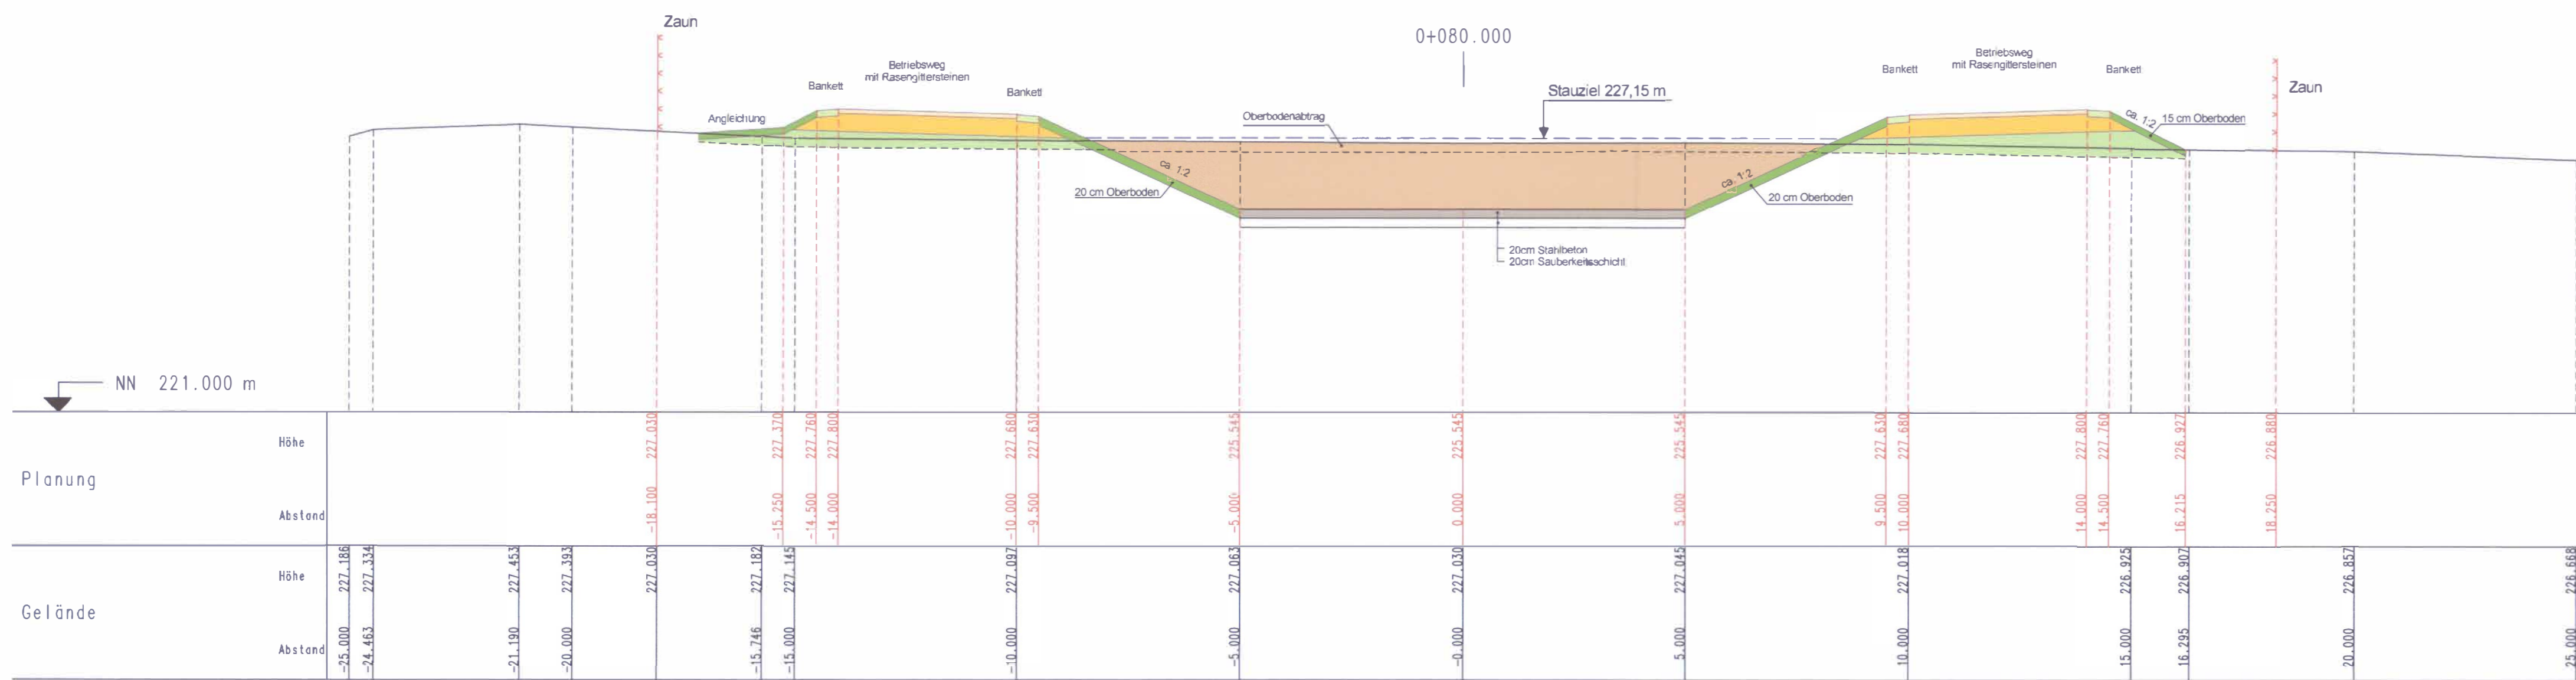 Zaun
0+080.000
Betriebsweg
mit Rasengittersteinen
Bankett
Bankett
Angleichung
Oberbodenabtrag
Stauziel 227,15 m
Bankett
Betriebsweg
mit Rasengittersteinen
Bankett
Zaun
ca. 1:2
15 cm Oberboden
ca. 1:2
20 cm Oberboden
ca. 1:2
20 cm Oberboden
20cm Stahlbeton
20cm Sauberkeitsschicht
NN 221.000 m
Planung
Höhe
227.030 227.370 227.760 227.800 227.680 227.630 225.545 225.545 225.545 227.630 227.680 227.800 227.760 226.927 226.880
Abstand
-18.100 -15.250 -14.500 -14.000 -10.000 -9.500 -5.000 0.000 5.000 9.500 10.000 14.000 14.500 16.215 18.250
Gelände
Höhe
227.186 227.334 227.453 227.393 227.030 227.182 227.145 227.097 227.063 227.030 227.045 227.018 226.925 226.907 226.857 226.668
Abstand
-25.000 -24.463 -21.190 -20.000 -15.746 -15.000 -10.000 -5.000 -0.000 5.000 10.000 15.000 16.295 20.000 25.000